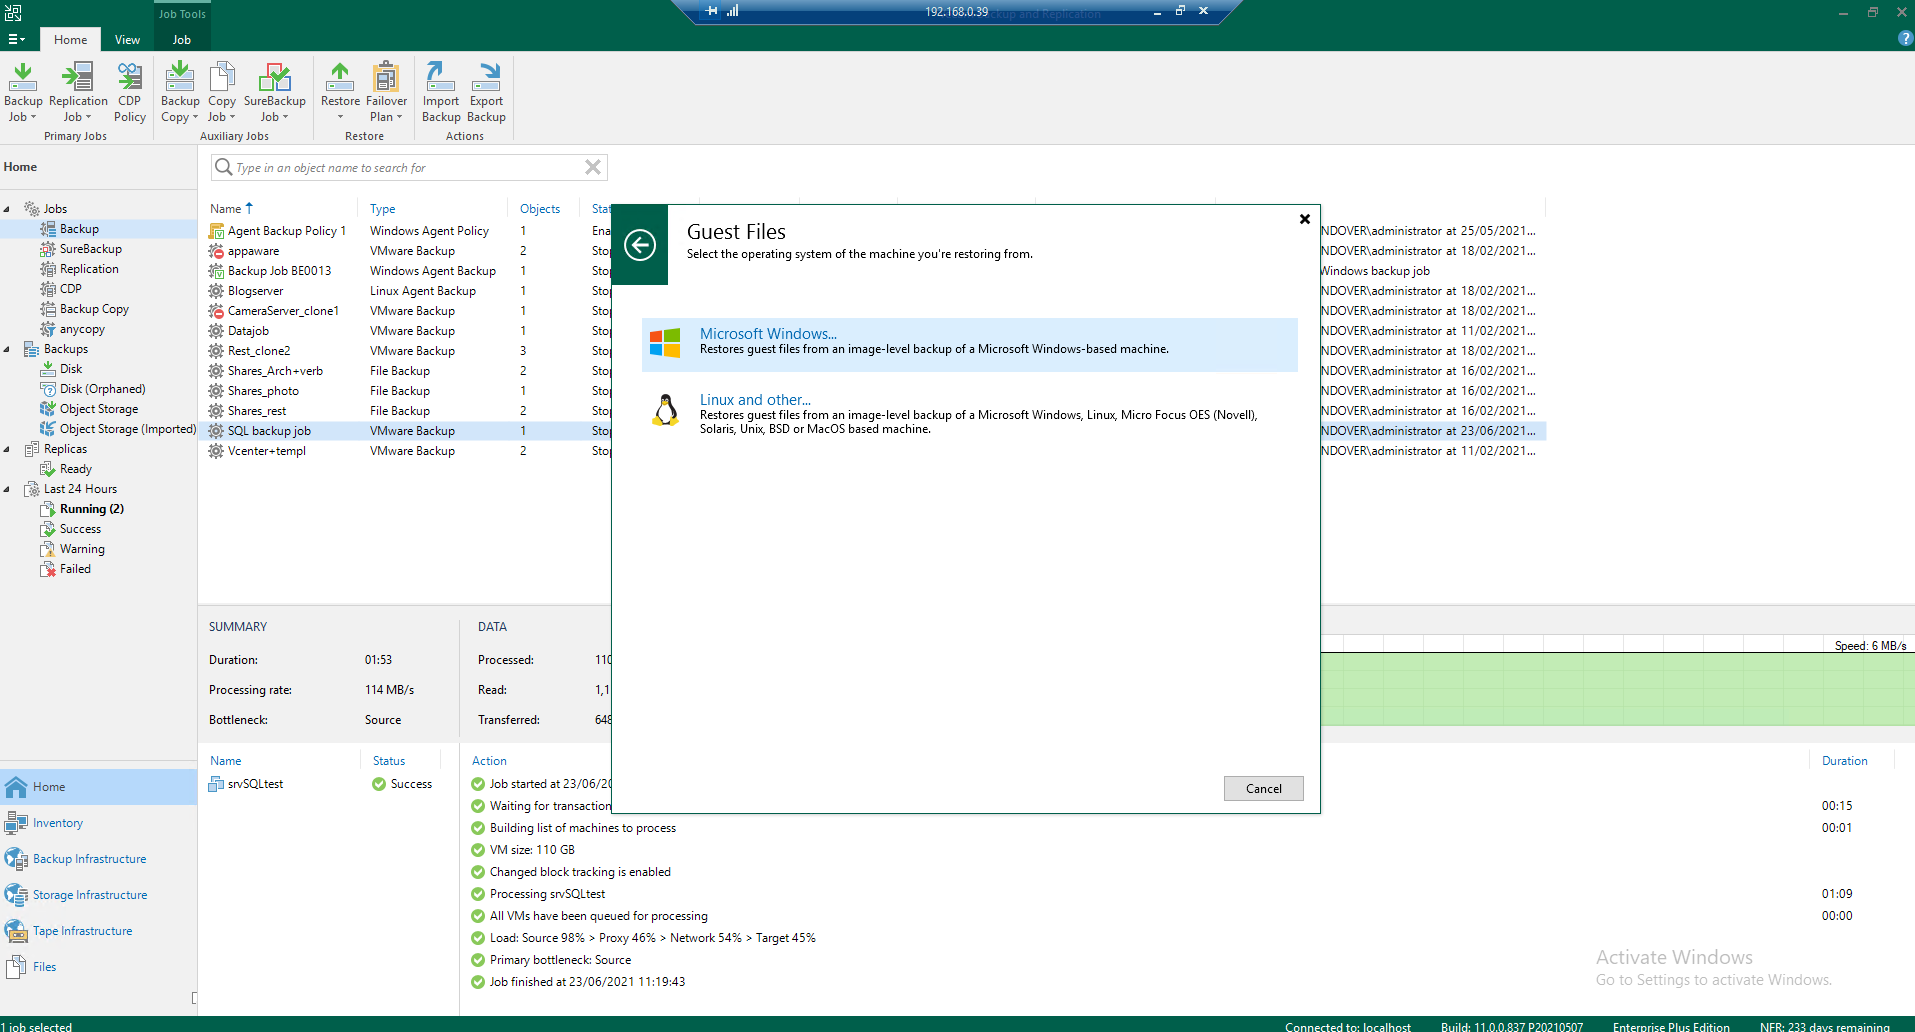 Job Tools
192.168.0.39
ckup and Replication
Home
View
Job
Backup Job
Replication Job
CDP Policy
Backup Copy
Copy Job
SureBackup Job
Restore
Failover Plan
Import Backup
Export Backup
Primary Jobs
Auxiliary Jobs
Restore
Actions
Home
Type in an object name to search for
Jobs
Backup
SureBackup
Replication
CDP
Backup Copy
anycopy
Backups
Disk
Disk (Orphaned)
Object Storage
Object Storage (Imported)
Replicas
Ready
Last 24 Hours
Running (2)
Success
Warning
Failed
Name Type Objects Stat
Agent Backup Policy 1 Windows Agent Policy 1 Ena NDOVER\administrator at 25/05/2021...
appaware VMware Backup 2 Stop NDOVER\administrator at 18/02/2021...
Backup Job BE0013 Windows Agent Backup 1 Stop Windows backup job
Blogserver Linux Agent Backup 1 Stop NDOVER\administrator at 18/02/2021...
CameraServer_clone1 VMware Backup 1 Stop NDOVER\administrator at 18/02/2021...
Datajob VMware Backup 1 Stop NDOVER\administrator at 11/02/2021...
Rest_clone2 VMware Backup 3 Stop NDOVER\administrator at 18/02/2021...
Shares_Arch+verb File Backup 2 Stop NDOVER\administrator at 16/02/2021...
Shares_photo File Backup 1 Stop NDOVER\administrator at 16/02/2021...
Shares_rest File Backup 2 Stop NDOVER\administrator at 16/02/2021...
SQL backup job VMware Backup 1 Stop NDOVER\administrator at 23/06/2021...
Vcenter+templ VMware Backup 2 Stop NDOVER\administrator at 11/02/2021...
Guest Files
Select the operating system of the machine you're restoring from.
Microsoft Windows...
Restores guest files from an image-level backup of a Microsoft Windows-based machine.
Linux and other...
Restores guest files from an image-level backup of a Microsoft Windows, Linux, Micro Focus OES (Novell),
Solaris, Unix, BSD or MacOS based machine.
Cancel
SUMMARY
Duration: 01:53
Processing rate: 114 MB/s
Bottleneck: Source
DATA
Processed: 110
Read: 1,1
Transferred: 648
Speed: 6 MB/s
Name Status
srvSQLtest Success
Action Duration
Job started at 23/06/20
Waiting for transaction 00:15
Building list of machines to process 00:01
VM size: 110 GB
Changed block tracking is enabled
Processing srvSQLtest 01:09
All VMs have been queued for processing 00:00
Load: Source 98% > Proxy 46% > Network 54% > Target 45%
Primary bottleneck: Source
Job finished at 23/06/2021 11:19:43
Home
Inventory
Backup Infrastructure
Storage Infrastructure
Tape Infrastructure
Files
Activate Windows
Go to Settings to activate Windows.
1 job selected
Connected to: localhost
Build: 11.0.0.837 P20210507
Enterprise Plus Edition
NFR: 233 days remaining